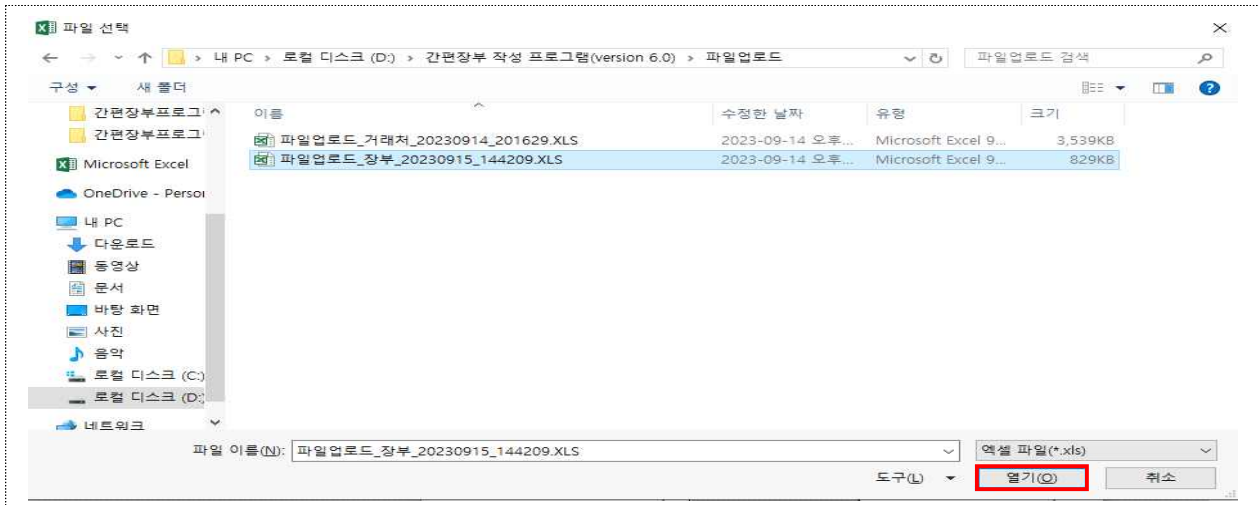 파일 선택
내 PC > 로컬 디스크 (D:) > 간편장부 작성 프로그램(version 6.0) > 파일업로드
파일업로드 검색
구성 새 폴더
이름 수정한 날짜 유형 크기
간편장부프로그
간편장부프로그
Microsoft Excel
OneDrive - Person
내 PC
다운로드
동영상
문서
바탕 화면
사진
음악
로컬 디스크 (C:)
로컬 디스크 (D:)
네트워크
파일업로드_거래처_20230914_201629.XLS 2023-09-14 오후... Microsoft Excel 9... 3,539KB
파일업로드_장부_20230915_144209.XLS 2023-09-14 오후... Microsoft Excel 9... 829KB
파일 이름(N): 파일업로드_장부_20230915_144209.XLS 엑셀 파일(*.xls)
도구(L) 열기(O) 취소